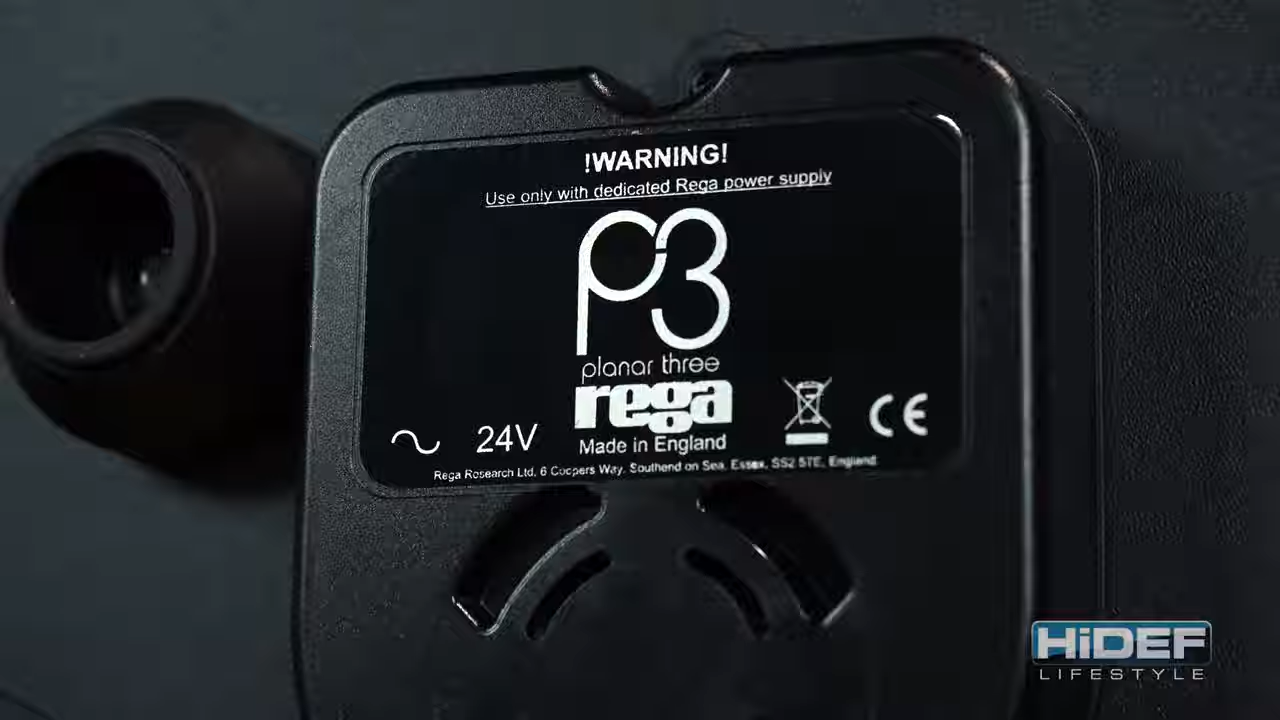 !WARNING!
Use only with dedicated Rega power supply
P3
planar three
rega
24V
Made in England
Rega Research Ltd, 6 Coopers Way, Southend on Sea, Essex, SS2 5TE, England
CE
HiDEF
LIFESTYLE